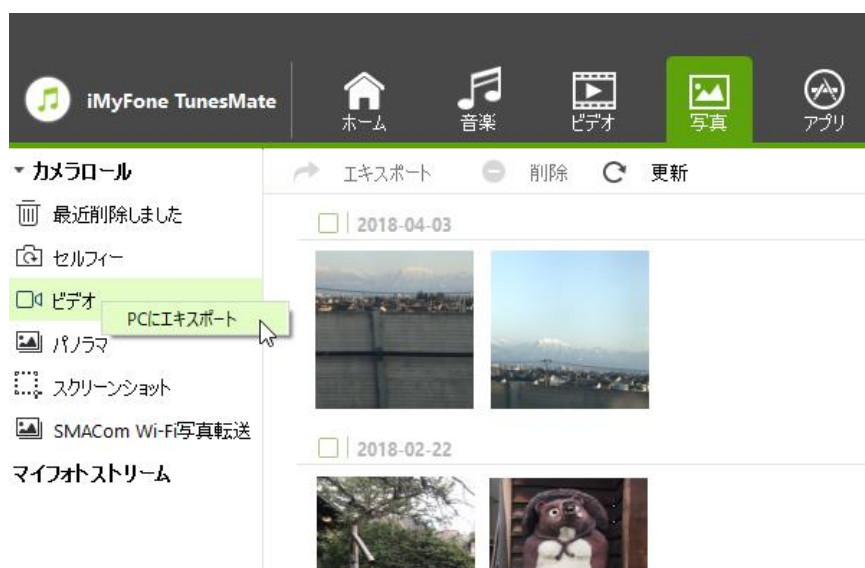 iMyFone TunesMate
ホーム
音楽
ビデオ
写真
アプリ
カメラロール
最近削除しました
セルフィー
ビデオ
PCにエキスポート
パノラマ
スクリーンショット
SMACom Wi-Fi写真転送
マイフォトストリーム
エキスポート
削除
更新
2018-04-03
2018-02-22